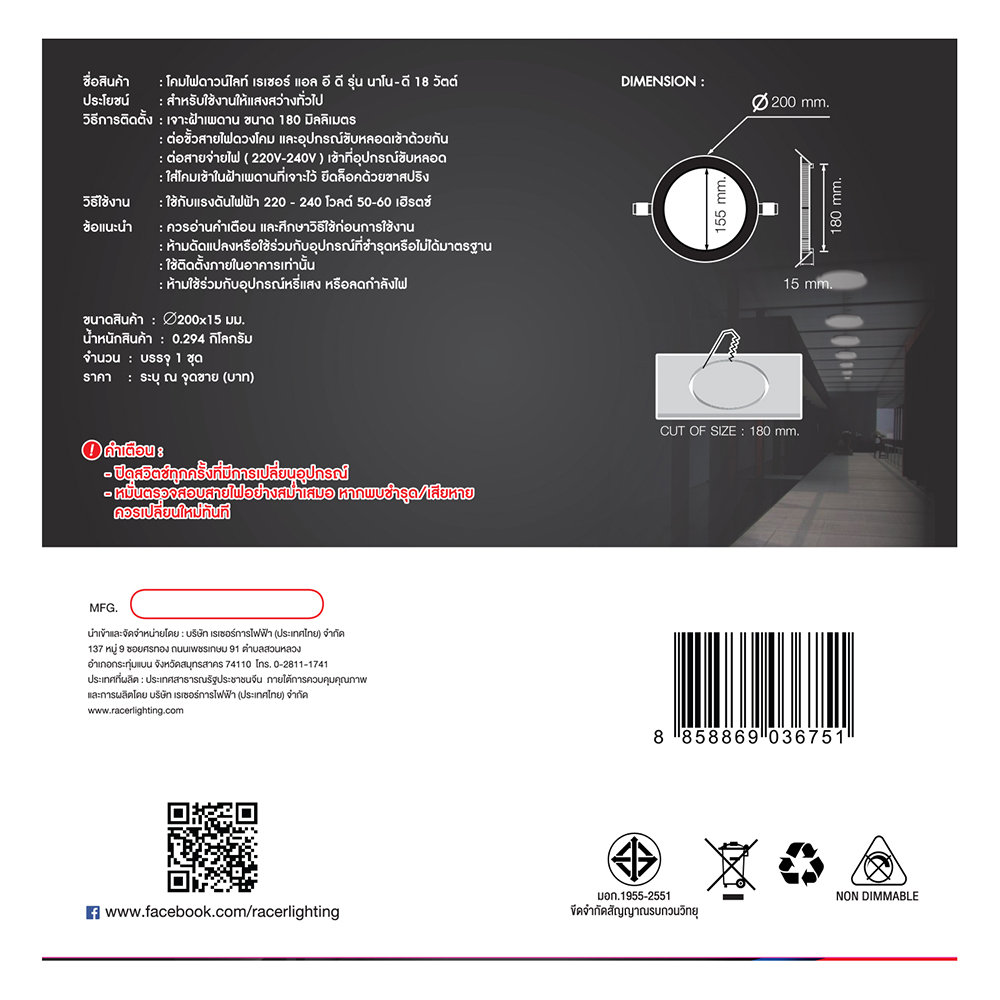 ชื่อสินค้า : โคมไฟดาวน์ไลท์ เรเซอร์ แอล อี ดี รุ่น นาโน-ดี 18 วัตต์
ประโยชน์ : สำหรับใช้งานให้แสงสว่างทั่วไป
วิธีการติดตั้ง : เจาะฝ้าเพดาน ขนาด 180 มิลลิเมตร
: ต่อขั้วสายไฟดวงโคม และอุปกรณ์ขับหลอดเข้าด้วยกัน
: ต่อสายจ่ายไฟ ( 220V-240V ) เข้าที่อุปกรณ์ขับหลอด
: ใส่โคมเข้าในฝ้าเพดานที่เจาะไว้ ยึดล็อคด้วยขาสปริง
วิธีใช้งาน : ใช้กับแรงดันไฟฟ้า 220 - 240 โวลต์ 50-60 เฮิรตซ์
ข้อแนะนำ : ควรอ่านคำเตือน และศึกษาวิธีใช้ก่อนการใช้งาน
: ห้ามดัดแปลงหรือใช้ร่วมกับอุปกรณ์ที่ชำรุดหรือไม่ได้มาตรฐาน
: ใช้ติดตั้งภายในอาคารเท่านั้น
: ห้ามใช้ร่วมกับอุปกรณ์หรี่แสง หรือลดกำลังไฟ
ขนาดสินค้า : Ø200x15 มม.
น้ำหนักสินค้า : 0.294 กิโลกรัม
จำนวน : บรรจุ 1 ชุด
ราคา : ระบุ ณ จุดขาย (บาท)
! คำเตือน :
- ปิดสวิตช์ทุกครั้งที่มีการเปลี่ยนอุปกรณ์
- หมั่นตรวจสอบสายไฟอย่างสม่ำเสมอ หากพบชำรุด/เสียหาย
ควรเปลี่ยนใหม่ทันที
DIMENSION :
Ø 200 mm.
155 mm.
180 mm.
15 mm.
CUT OF SIZE : 180 mm.
MFG.
นำเข้าและจัดจำหน่ายโดย : บริษัท เรเซอร์การไฟฟ้า (ประเทศไทย) จำกัด
137 หมู่ 9 ซอยศรทอง ถนนเพชรเกษม 91 ตำบลสวนหลวง
อำเภอกระทุ่มแบน จังหวัดสมุทรสาคร 74110 โทร. 0-2811-1741
ประเทศที่ผลิต : ประเทศสาธารณรัฐประชาชนจีน ภายใต้การควบคุมคุณภาพ
และการผลิตโดย บริษัท เรเซอร์การไฟฟ้า (ประเทศไทย) จำกัด
www.racerlighting.com
8 858869 036751
www.facebook.com/racerlighting
มอก.1955-2551
ขีดจำกัดสัญญาณรบกวนวิทยุ
NON DIMMABLE